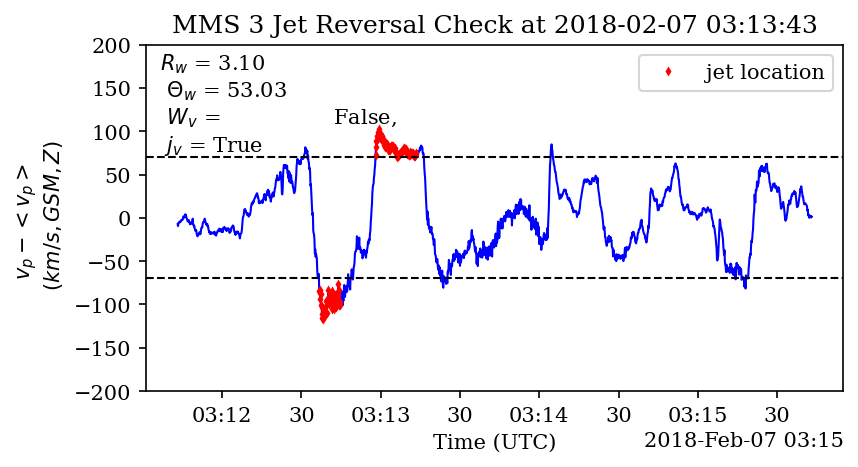 MMS 3 Jet Reversal Check at 2018-02-07 03:13:43
200
150
100
50
0
−50
−100
−150
−200
v_p − < v_p >
(km/s, GSM, Z)
R_w = 3.10
Θ_w = 53.03
W_v = False,
j_v = True
jet location
03:12 30 03:13 30 03:14 30 03:15 30
Time (UTC)
2018-Feb-07 03:15